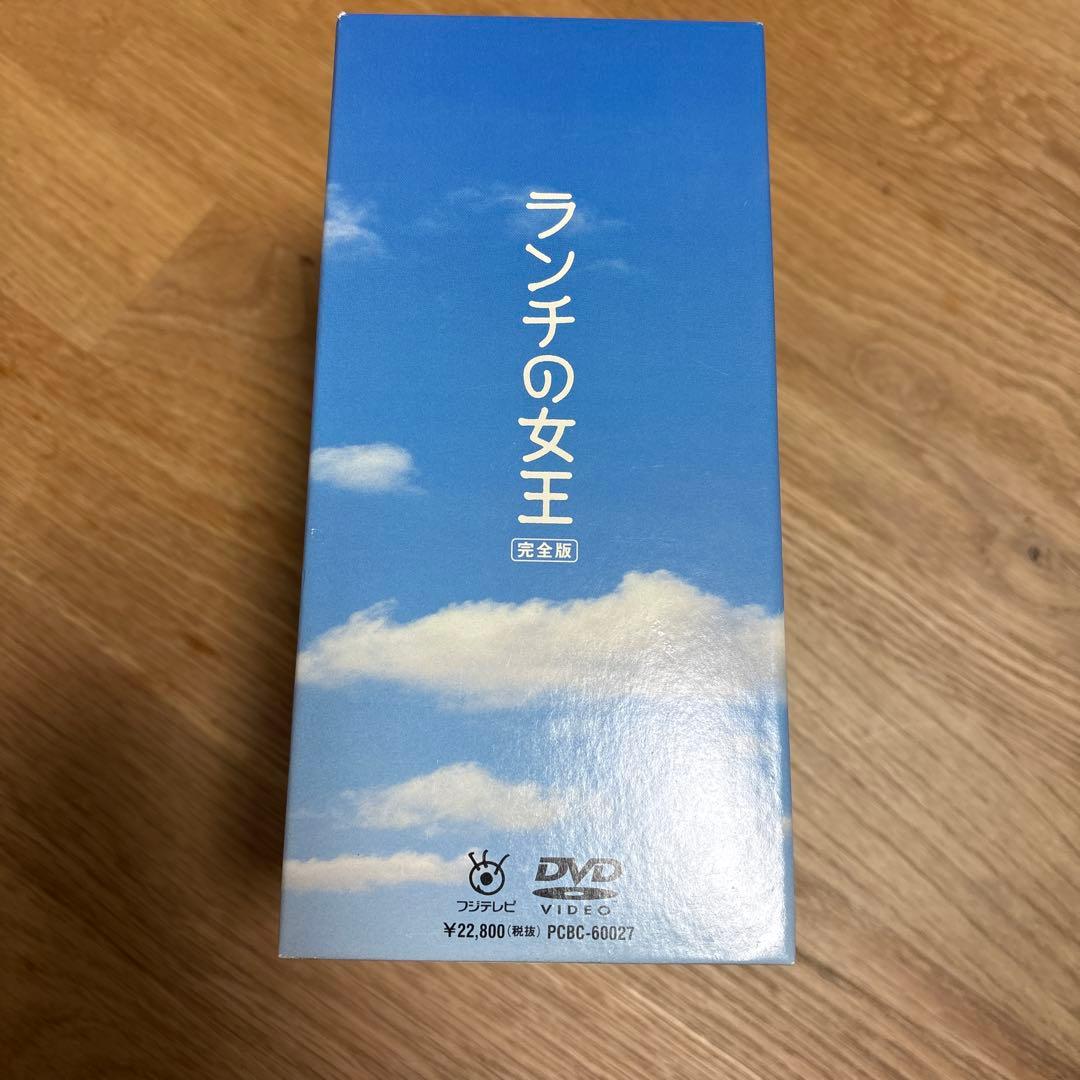 ランチの女王
完全版
フジテレビ
DVD
VIDEO
¥22,800(税抜) PCBC-60027